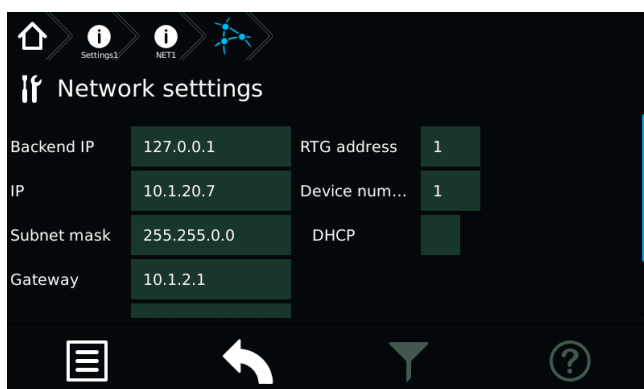 Settings1 NET1
Network setttings
Backend IP 127.0.0.1 RTG address 1
IP 10.1.20.7 Device num... 1
Subnet mask 255.255.0.0 DHCP
Gateway 10.1.2.1
?